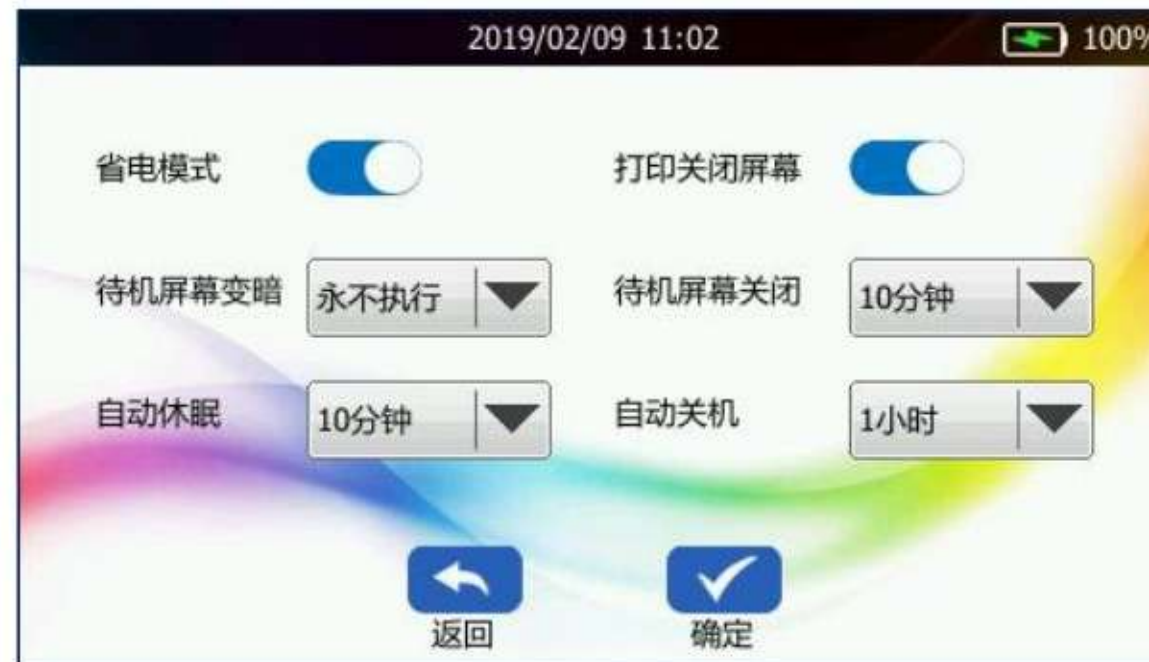 2019/02/09 11:02 100%
省电模式 打印关闭屏幕
待机屏幕变暗 永不执行 待机屏幕关闭 10分钟
自动休眠 10分钟 自动关机 1小时
返回 确定